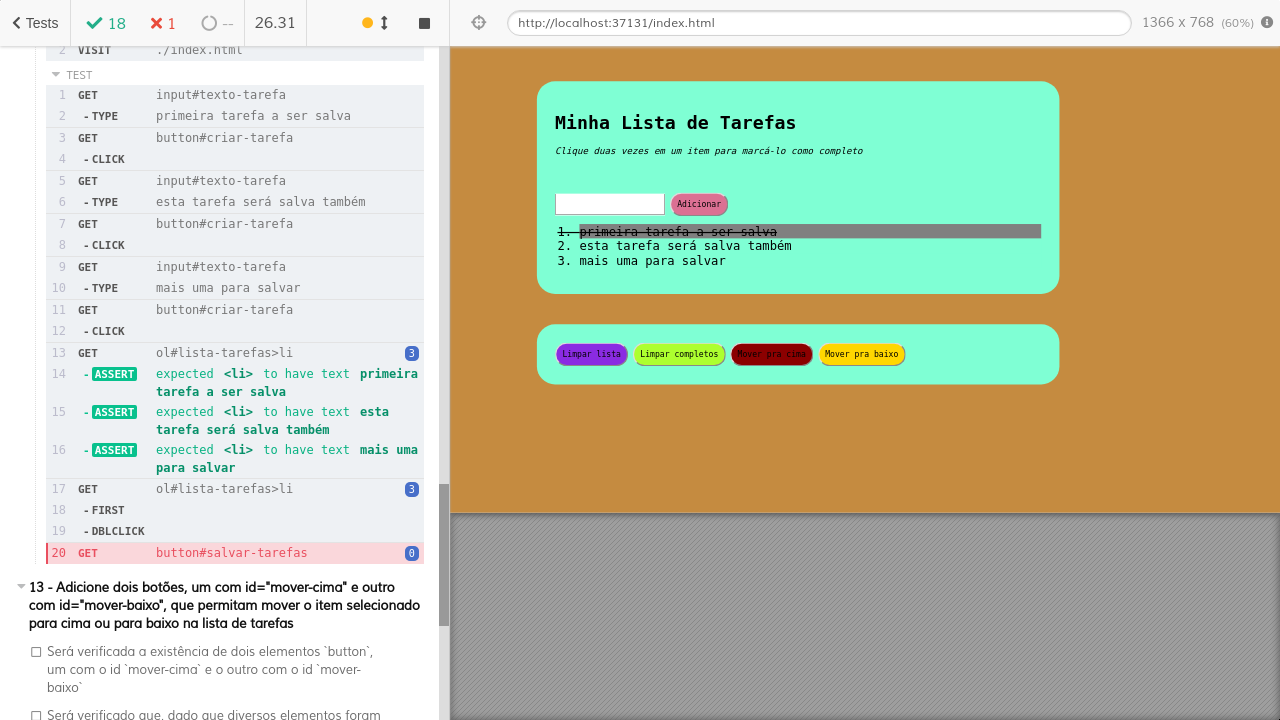 Tests
18
1
--
26.31
http://localhost:37131/index.html
1366 x 768 (60%)
2 VISIT ./index.html
TEST
1 GET input#texto-tarefa
2 -TYPE primeira tarefa a ser salva
3 GET button#criar-tarefa
4 -CLICK
5 GET input#texto-tarefa
6 -TYPE esta tarefa será salva também
7 GET button#criar-tarefa
8 -CLICK
9 GET input#texto-tarefa
10 -TYPE mais uma para salvar
11 GET button#criar-tarefa
12 -CLICK
13 GET ol#lista-tarefas>li 3
14 -ASSERT expected <li> to have text primeira
tarefa a ser salva
15 -ASSERT expected <li> to have text esta
tarefa será salva também
16 -ASSERT expected <li> to have text mais uma
para salvar
17 GET ol#lista-tarefas>li 3
18 -FIRST
19 -DBLCLICK
20 GET button#salvar-tarefas 0
13 - Adicione dois botões, um com id="mover-cima" e outro
com id="mover-baixo", que permitam mover o item selecionado
para cima ou para baixo na lista de tarefas
Será verificada a existência de dois elementos `button`,
um com o id `mover-cima` e o outro com o id `mover-
baixo`
Será verificado que, dado que diversos elementos foram
Minha Lista de Tarefas
Clique duas vezes em um item para marcá-lo como completo
Adicionar
1. primeira tarefa a ser salva
2. esta tarefa será salva também
3. mais uma para salvar
Limpar lista
Limpar completos
Mover pra cima
Mover pra baixo